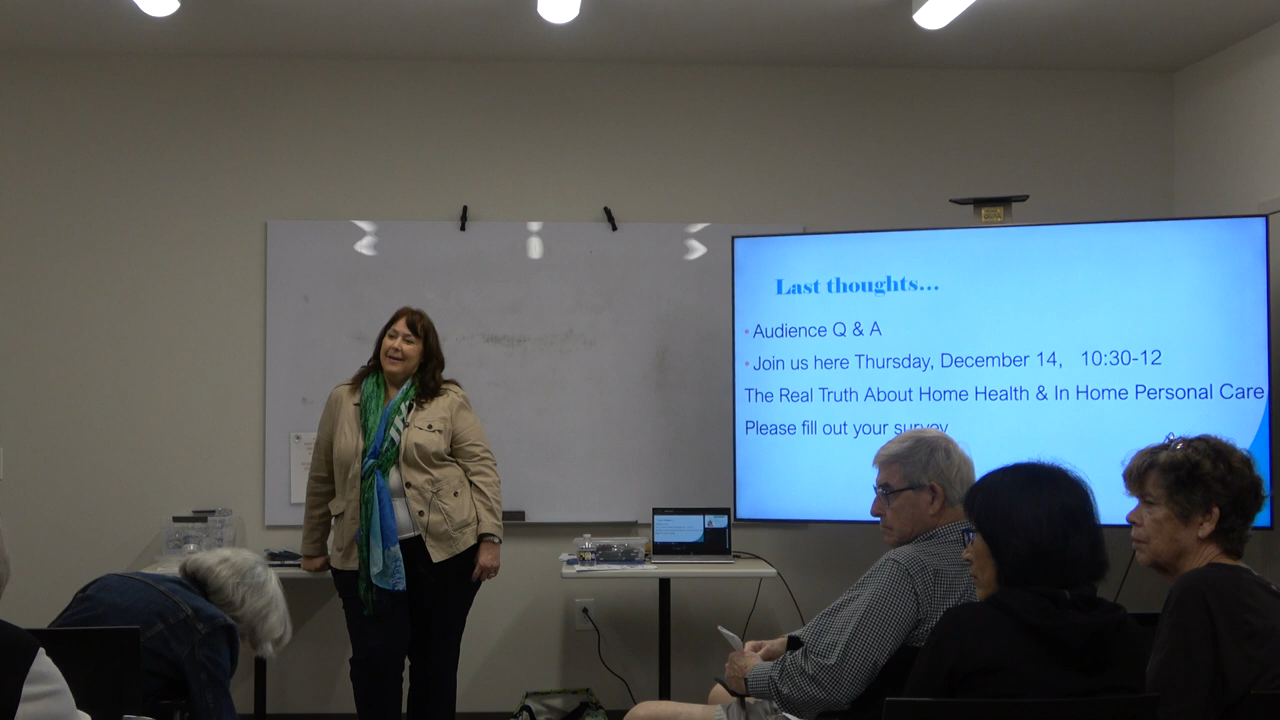 Last thoughts...
• Audience Q & A
• Join us here Thursday, December 14, 10:30-12
The Real Truth About Home Health & In Home Personal Care
Please fill out your survey